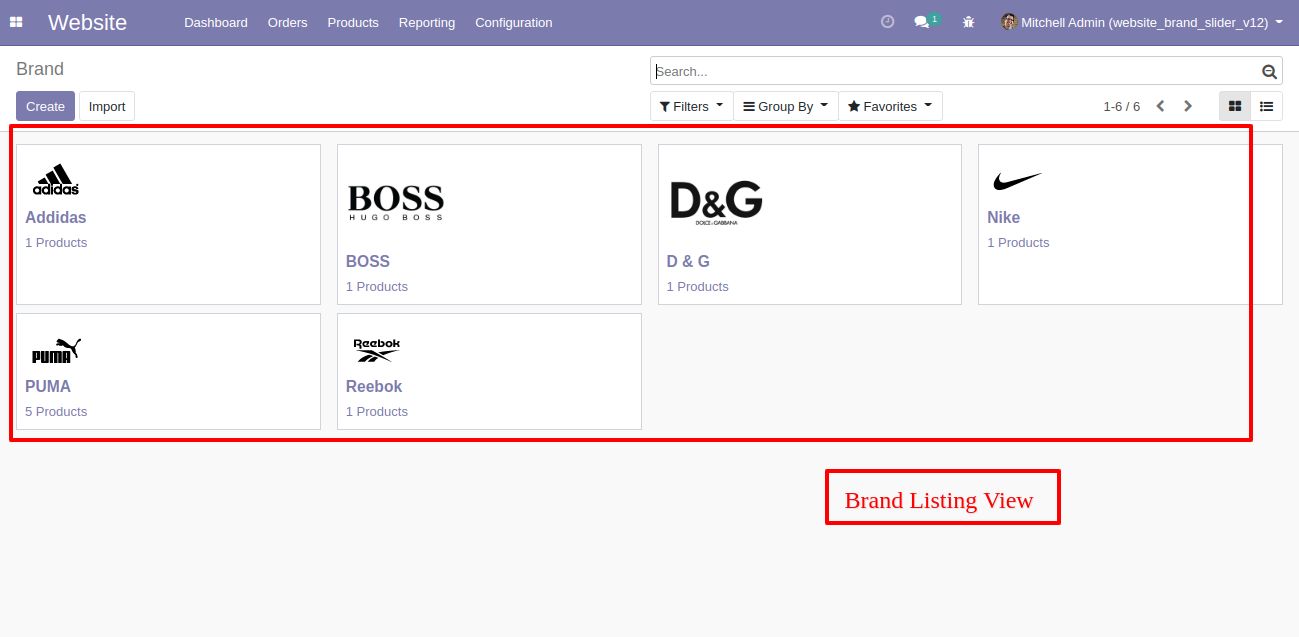 Website Dashboard Orders Products Reporting Configuration 1 Mitchell Admin (website_brand_slider_v12)
Brand
Search...
Create Import Filters Group By Favorites 1-6 / 6
adidas
Addidas
1 Products
BOSS
HUGO BOSS
BOSS
1 Products
D&G
DOLCE & GABBANA
D & G
1 Products
Nike
1 Products
PUMA
PUMA
5 Products
Reebok
Reebok
1 Products
Brand Listing View